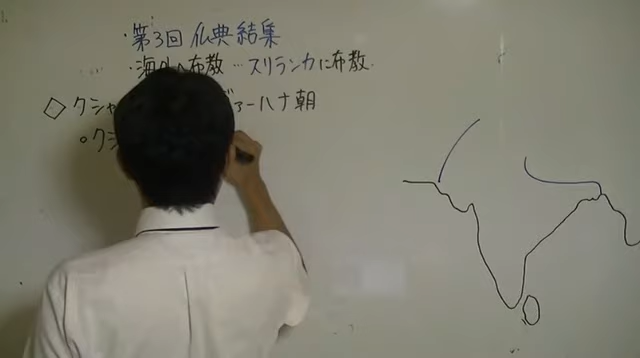 ・第3回 仏典結集
・海外へ布教…スリランカに布教.
◇クシャ ヴァーハナ朝
○クシ